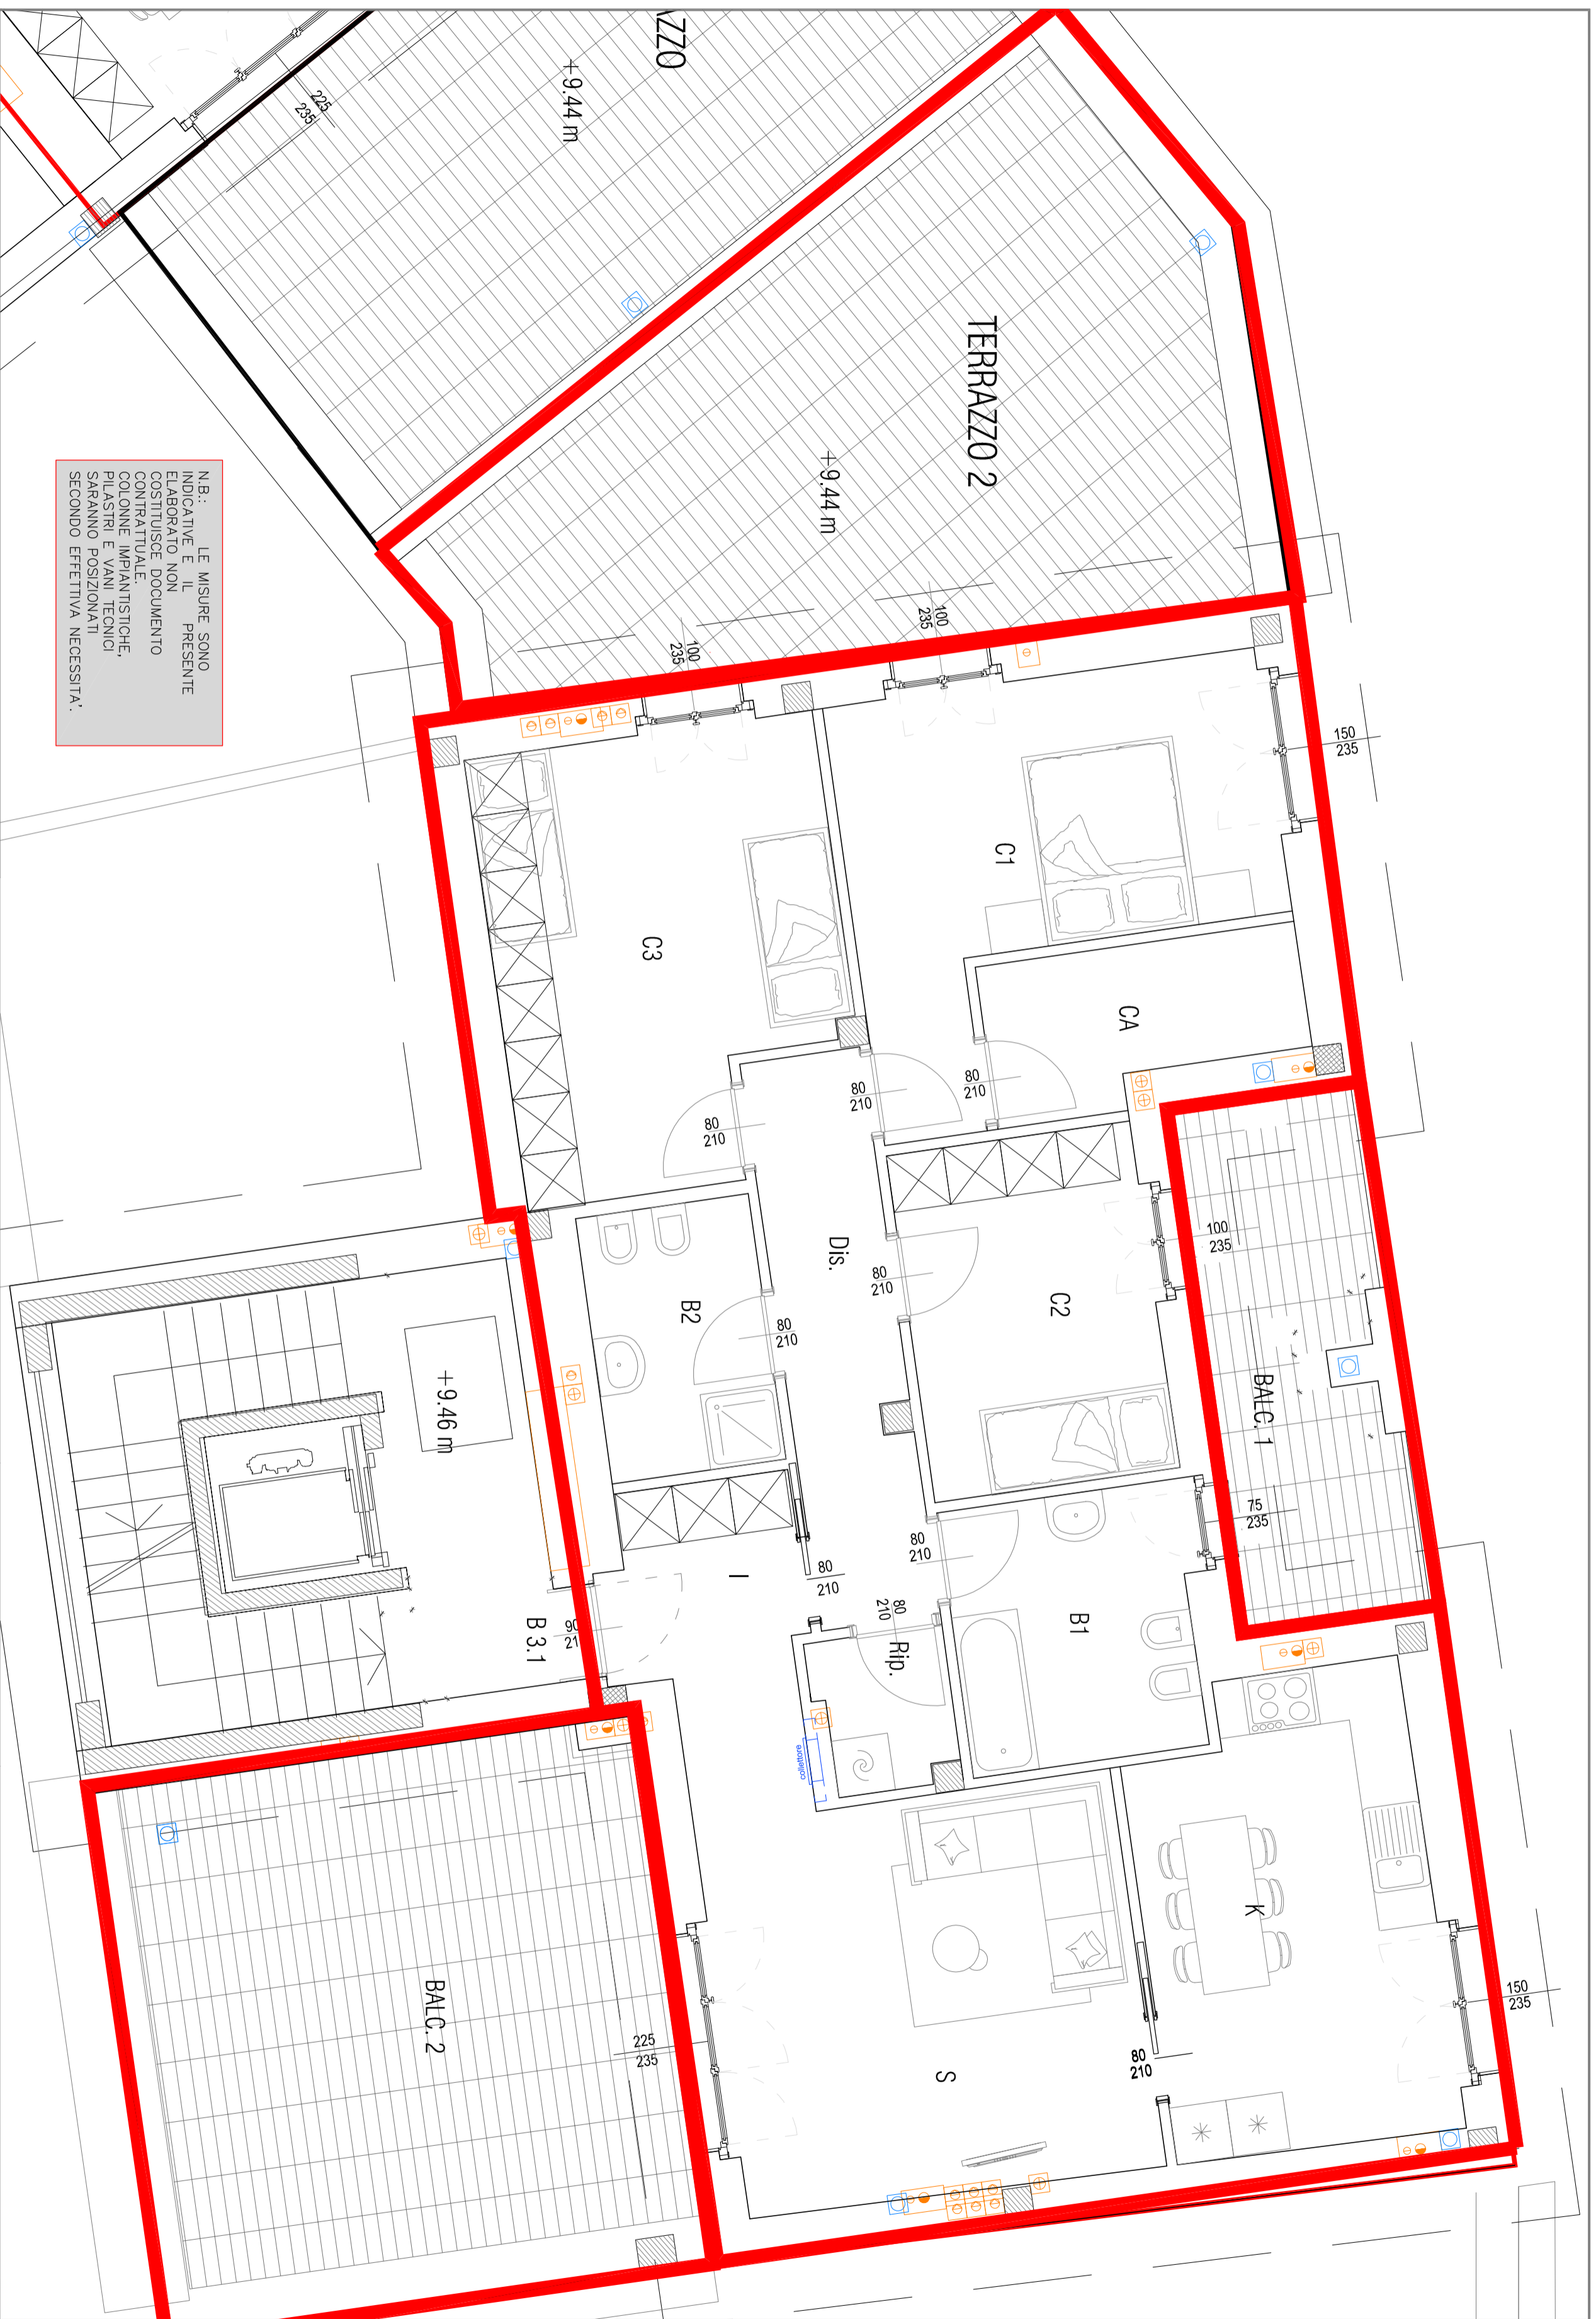 AZZO
+9.44 m
225
235
TERRAZZO 2
+9.44 m
100
235
100
235
150
235
N.B.: LE MISURE SONO
INDICATIVE E IL PRESENTE
ELABORATO NON
COSTITUISCE DOCUMENTO
CONTRATTUALE.
COLONNE IMPIANTISTICHE,
PILASTRI E VANI TECNICI
SARANNO POSIZIONATI
SECONDO EFFETTIVA NECESSITA'.
C1
C3
CA
80
210
80
210
80
210
100
235
Dis.
80
210
C2
B2
80
210
BALC. 1
+9.46 m
75
235
80
210
I
80
210
B 3.1
90
21
80
210
Rip.
B1
collettore
K
BALC. 2
225
235
S
80
210
150
235